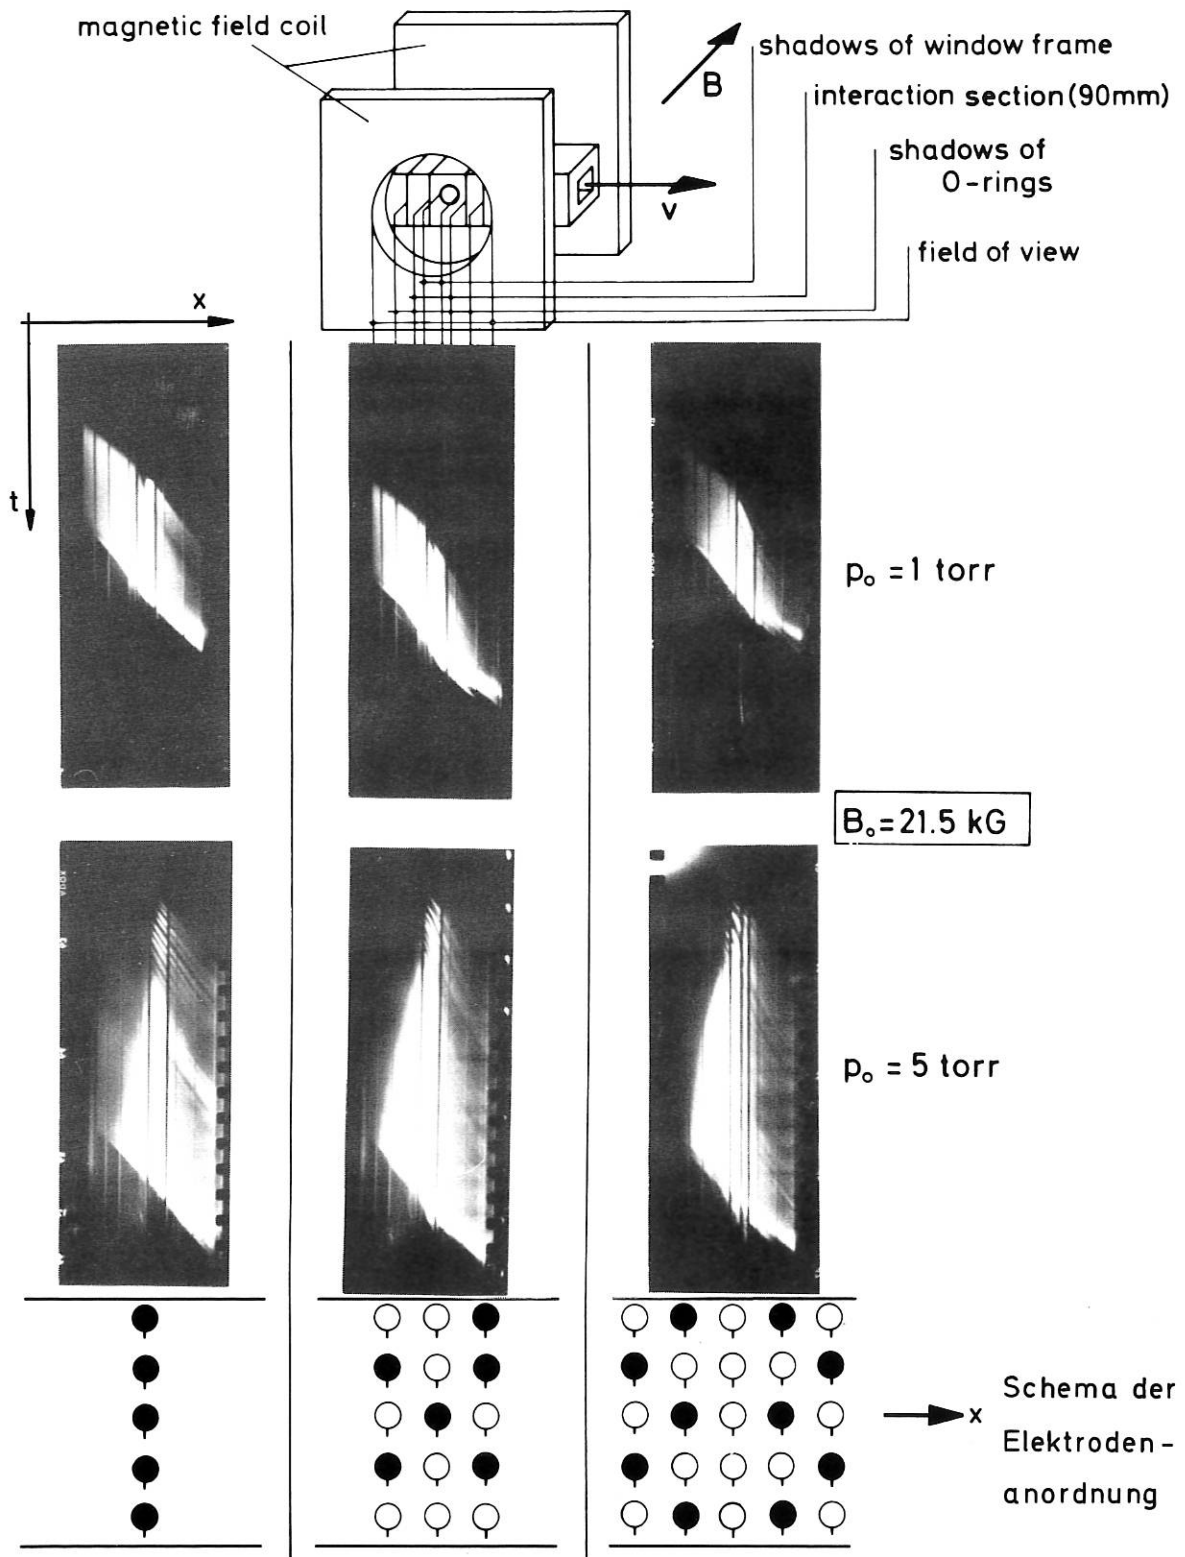 magnetic field coil
B
shadows of window frame
interaction section (90mm)
shadows of
O-rings
v
field of view
x
t
p₀ = 1 torr
B₀ = 21.5 kG
p₀ = 5 torr
x
Schema der
Elektroden-
anordnung